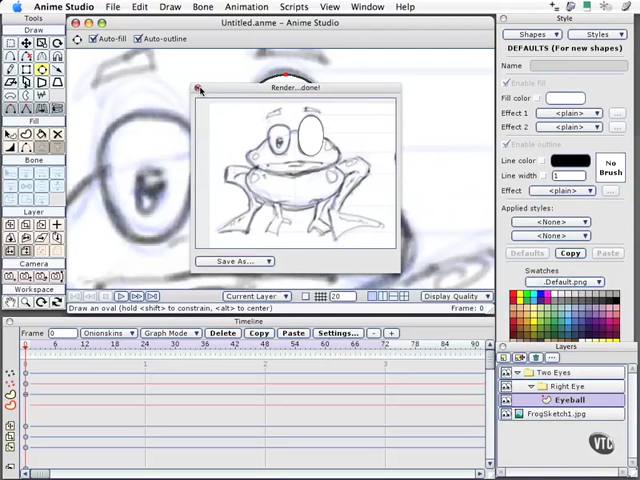 Anime Studio File Edit Draw Bone Animation Scripts View Window Help
Untitled.anme - Anime Studio
Auto-fill Auto-outline
Tools
Draw
Fill
Bone
Layer
Camera
Workspace
Render...done!
Save As...
Current Layer 20 Display Quality
Draw an oval (hold <shift> to constrain, <alt> to center) Frame: 0
Style
Shapes Styles
DEFAULTS (For new shapes)
Name
Enable fill
Fill color
Effect 1 <plain> ...
Effect 2 <plain> ...
Enable outline
Line color
Line width 1
Effect <plain> ...
No
Brush
Applied styles:
<None>
<None>
Defaults Copy Paste
Swatches
.Default.png
Timeline
Frame 0 Onionskins Graph Mode Delete Copy Paste Settings... - +
0 6 12 18 24 30 36 42 48 54 60 66 72 78 84 90
0 1 2 3
Layers
Two Eyes
Right Eye
Eyeball
FrogSketch1.jpg
VTC